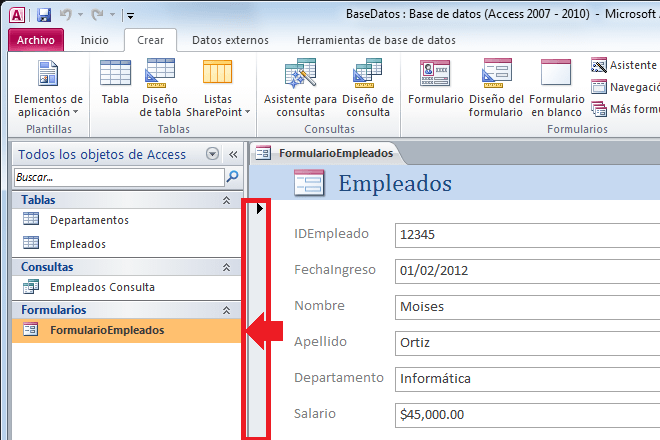 BaseDatos : Base de datos (Access 2007 - 2010) - Microsoft
Archivo Inicio Crear Datos externos Herramientas de base de datos
Elementos de aplicación
Tabla
Diseño de tabla
Listas SharePoint
Asistente para consultas
Diseño de consulta
Formulario
Diseño del formulario
Formulario en blanco
Asistente
Navegació
Más formu
Plantillas Tablas Consultas Formularios
Todos los objetos de Access
Buscar...
Tablas
Departamentos
Empleados
Consultas
Empleados Consulta
Formularios
FormularioEmpleados
FormularioEmpleados
Empleados
IDEmpleado 12345
FechaIngreso 01/02/2012
Nombre Moises
Apellido Ortiz
Departamento Informática
Salario $45,000.00